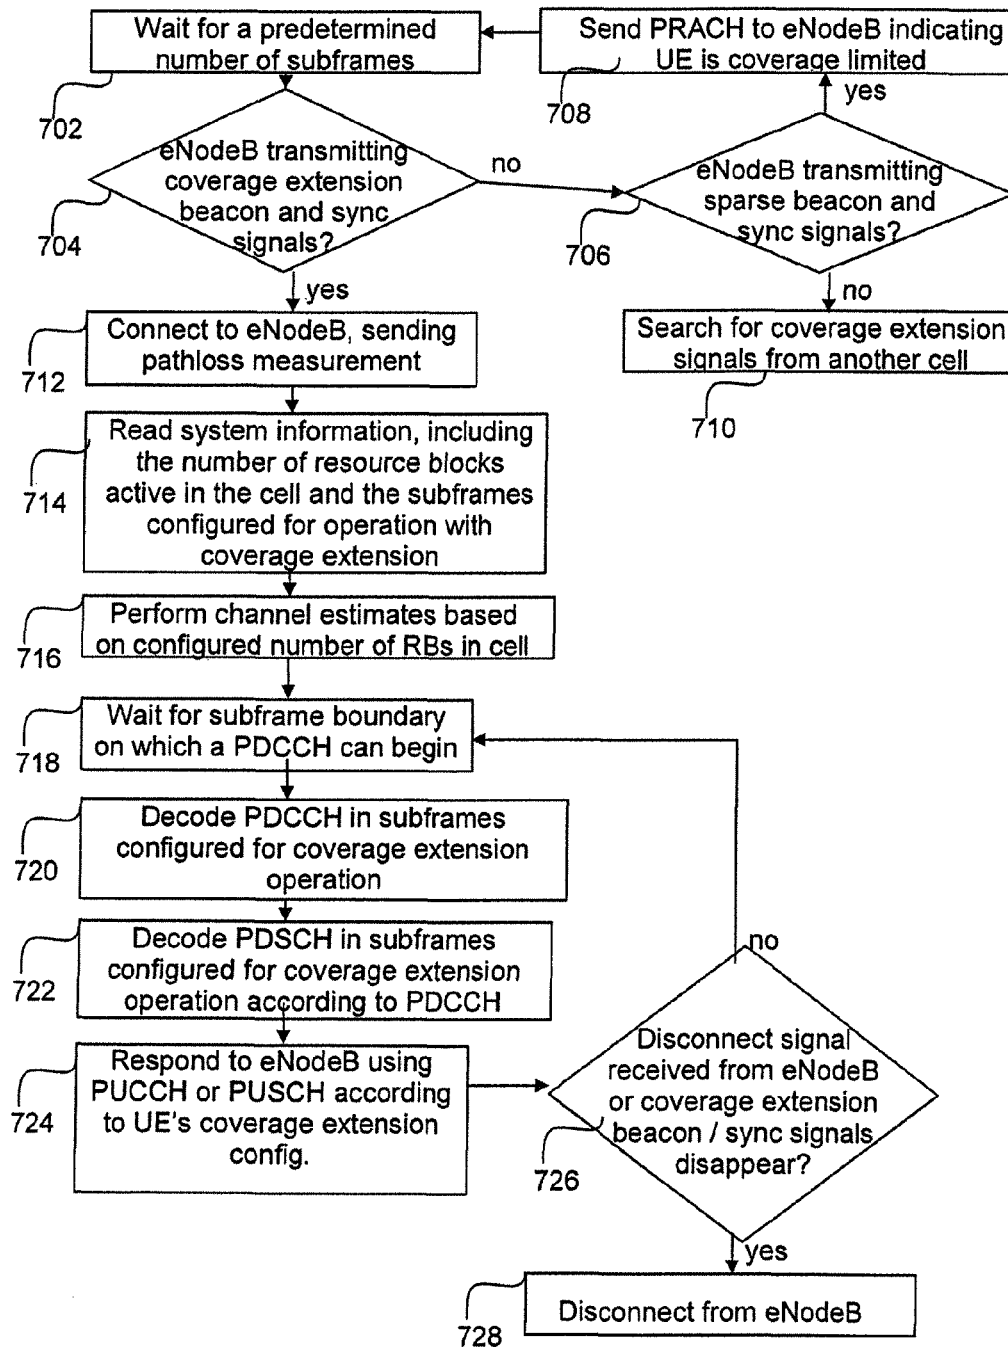 Wait for a predetermined
number of subframes
702
Send PRACH to eNodeB indicating
UE is coverage limited
708
yes
eNodeB transmitting
coverage extension
beacon and sync
signals?
704
no
eNodeB transmitting
sparse beacon and
sync signals?
706
yes
no
Connect to eNodeB, sending
pathloss measurement
712
Search for coverage extension
signals from another cell
710
Read system information, including
the number of resource blocks
active in the cell and the subframes
configured for operation with
coverage extension
714
Perform channel estimates based
on configured number of RBs in cell
716
Wait for subframe boundary
on which a PDCCH can begin
718
Decode PDCCH in subframes
configured for coverage extension
operation
720
Decode PDSCH in subframes
configured for coverage extension
operation according to PDCCH
722
no
Respond to eNodeB using
PUCCH or PUSCH according
to UE's coverage extension
config.
724
Disconnect signal
received from eNodeB
or coverage extension
beacon / sync signals
disappear?
726
yes
Disconnect from eNodeB
728